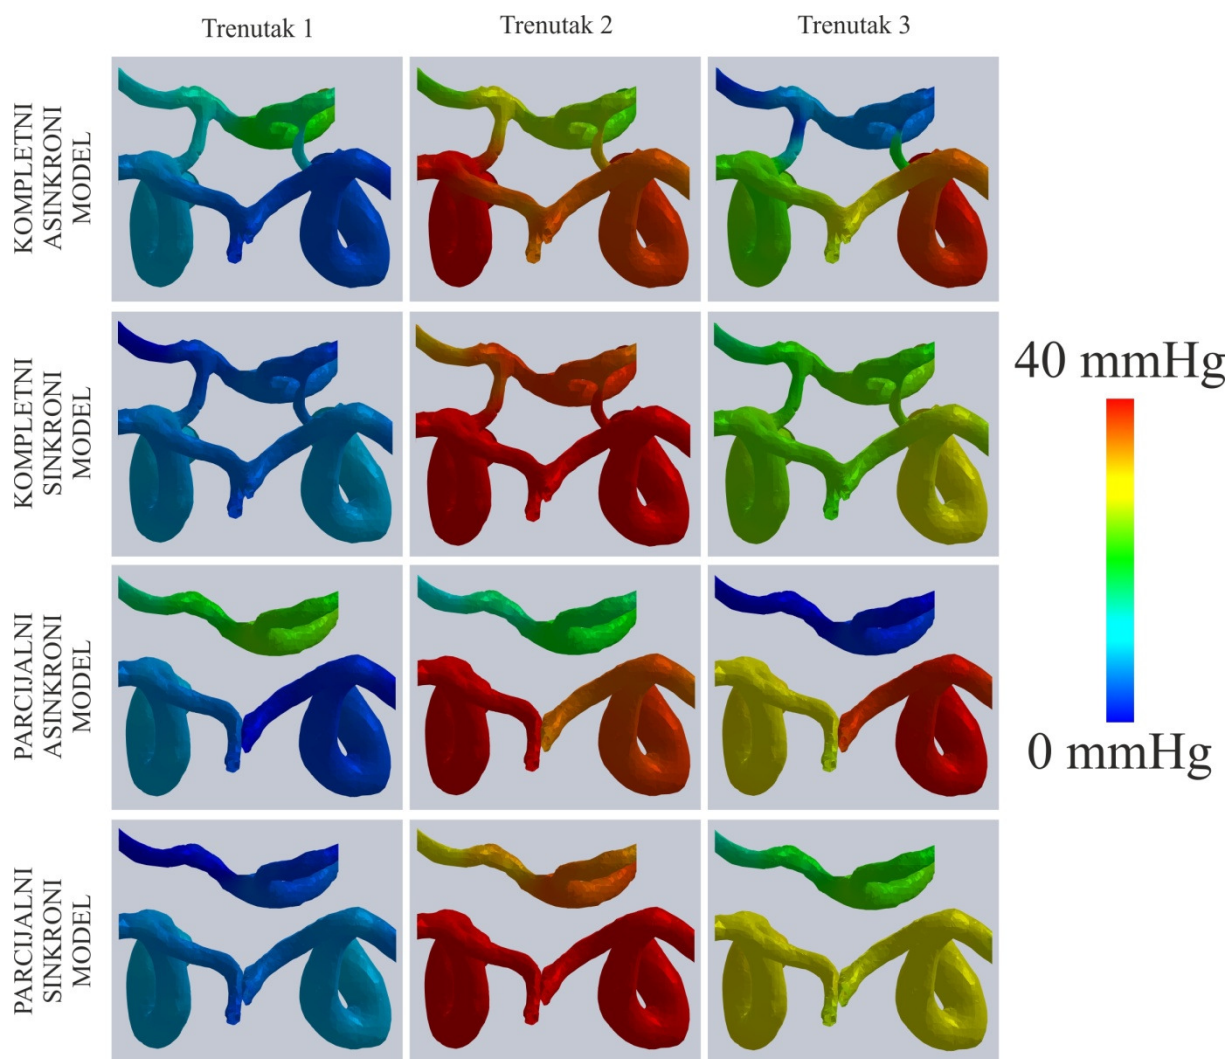 Trenutak 1
Trenutak 2
Trenutak 3
KOMPLETNI
ASINKRONI
MODEL
KOMPLETNI
SINKRONI
MODEL
PARCIJALNI
ASINKRONI
MODEL
PARCIJALNI
SINKRONI
MODEL
40 mmHg
0 mmHg